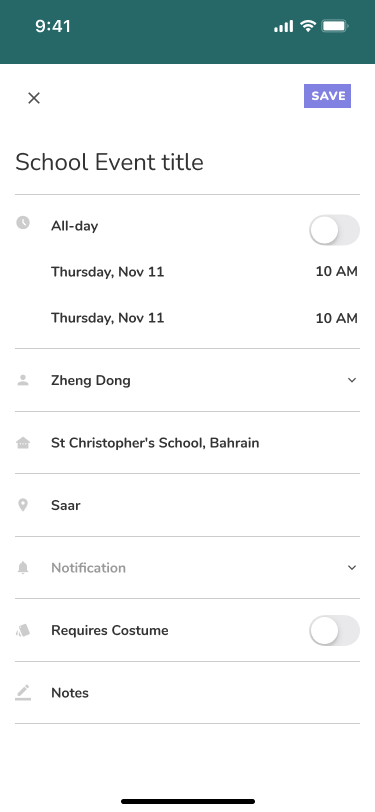 9:41
SAVE
School Event title
All-day
Thursday, Nov 11 10 AM
Thursday, Nov 11 10 AM
Zheng Dong
St Christopher's School, Bahrain
Saar
Notification
Requires Costume
Notes